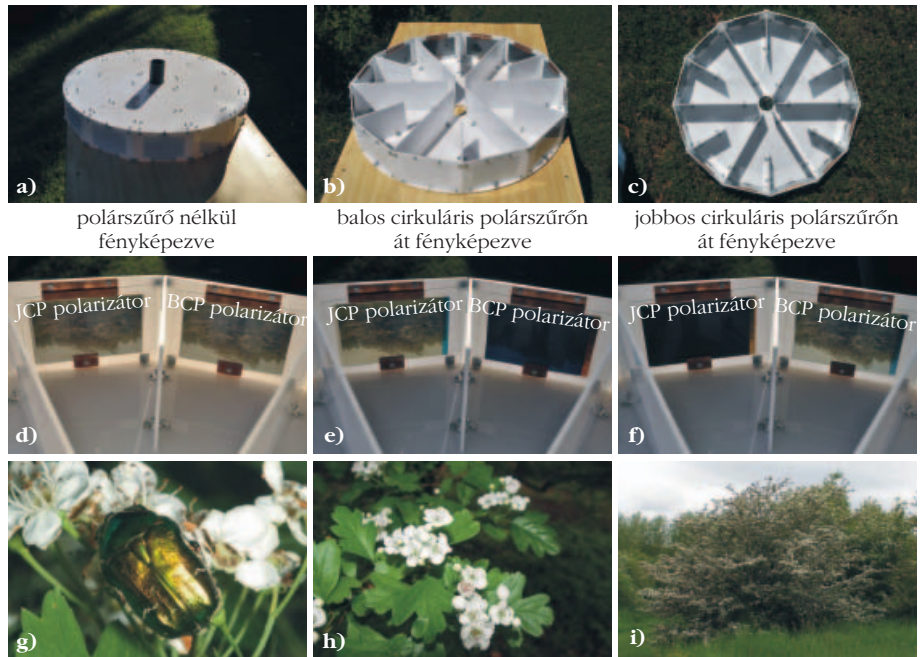 a)
b)
c)
polárszűrő nélkül
fényképezve
balos cirkuláris polárszűrőn
át fényképezve
jobbos cirkuláris polárszűrőn
át fényképezve
JCP polarizátor
BCP polarizátor
d)
JCP polarizátor
BCP polarizátor
e)
JCP polarizátor
BCP polarizátor
f)
g)
h)
i)